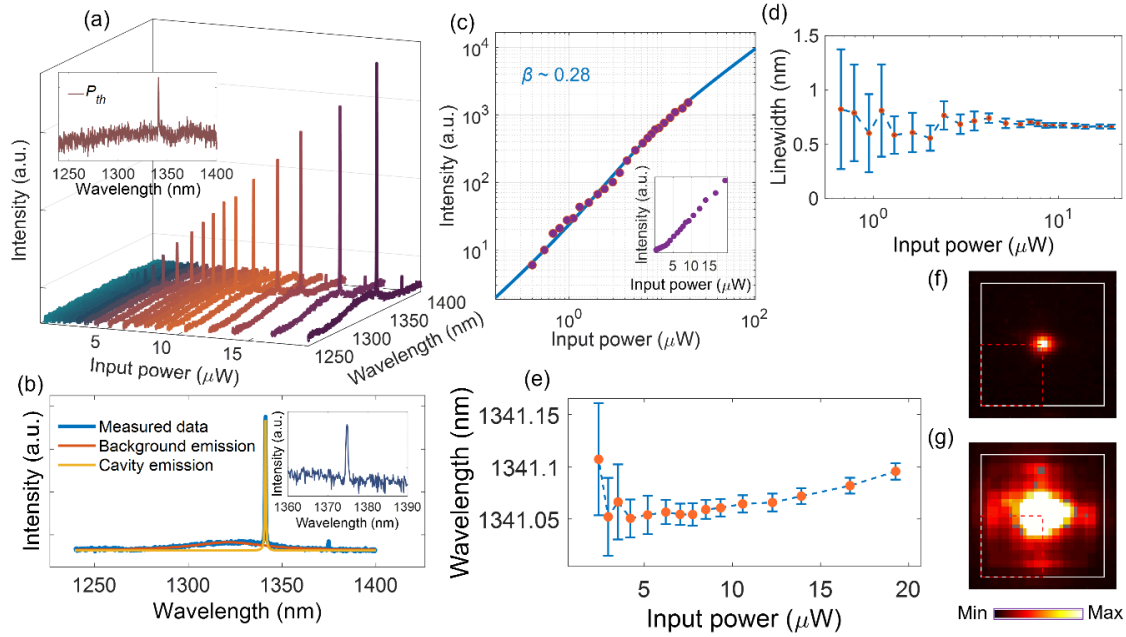 (a)
Intensity (a.u.)
P_th
1250 1300 1350 1400
Wavelength (nm)
Intensity (a.u.)
5
10
15
Input power (μW)
1250
1300
1350
1400
Wavelength (nm)
(b)
Intensity (a.u.)
Measured data
Background emission
Cavity emission
1250
1300
1350
1400
Wavelength (nm)
Intensity (a.u.)
1360 1370 1380 1390
Wavelength (nm)
(c)
β ~ 0.28
Intensity (a.u.)
10^4
10^3
10^2
10^1
10^0
10^1
10^2
Input power (μW)
Intensity (a.u.)
5 10 15
Input power (μW)
(d)
Linewidth (nm)
1.5
1
0.5
0
10^0
10^1
Input power (μW)
(e)
Wavelength (nm)
1341.15
1341.1
1341.05
5
10
15
20
Input power (μW)
(f)
(g)
Min
Max